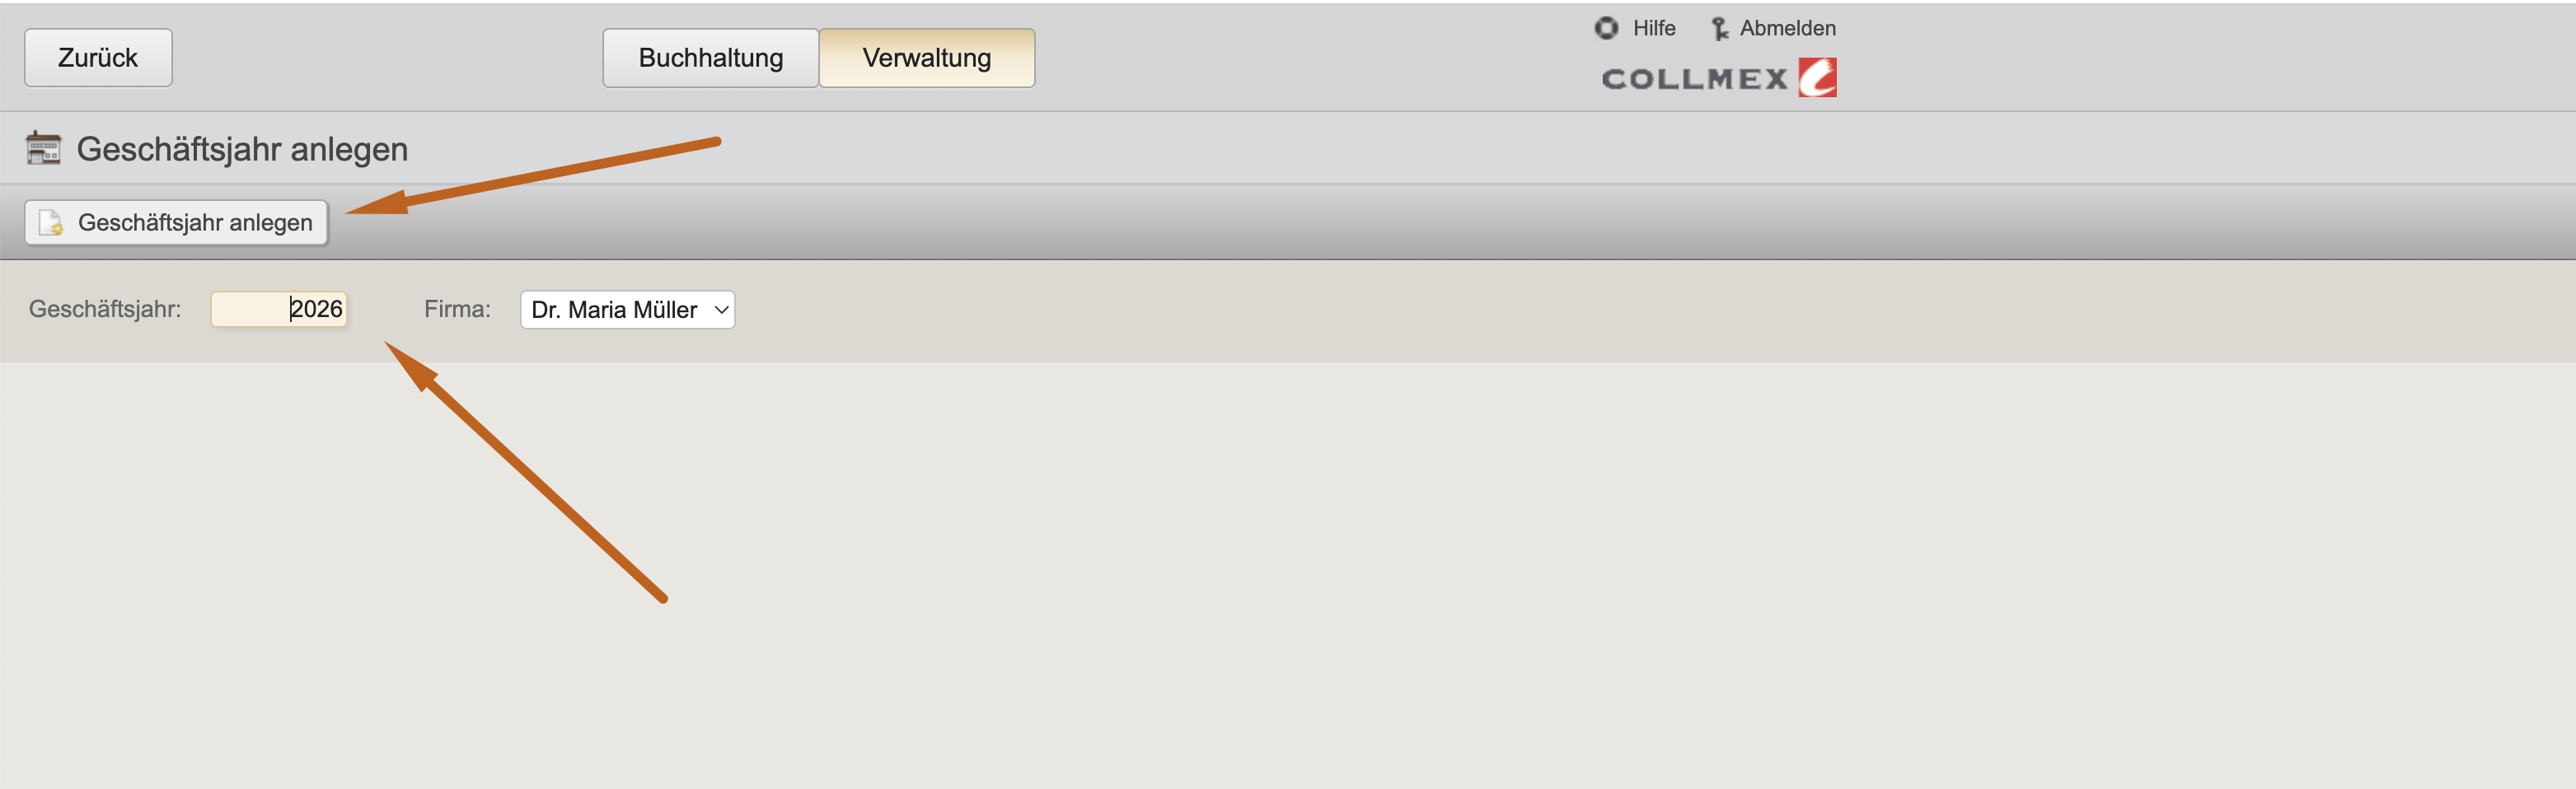 Zurück
Buchhaltung
Verwaltung
Hilfe
Abmelden
COLLMEX
Geschäftsjahr anlegen
Geschäftsjahr anlegen
Geschäftsjahr: 2026 Firma: Dr. Maria Müller